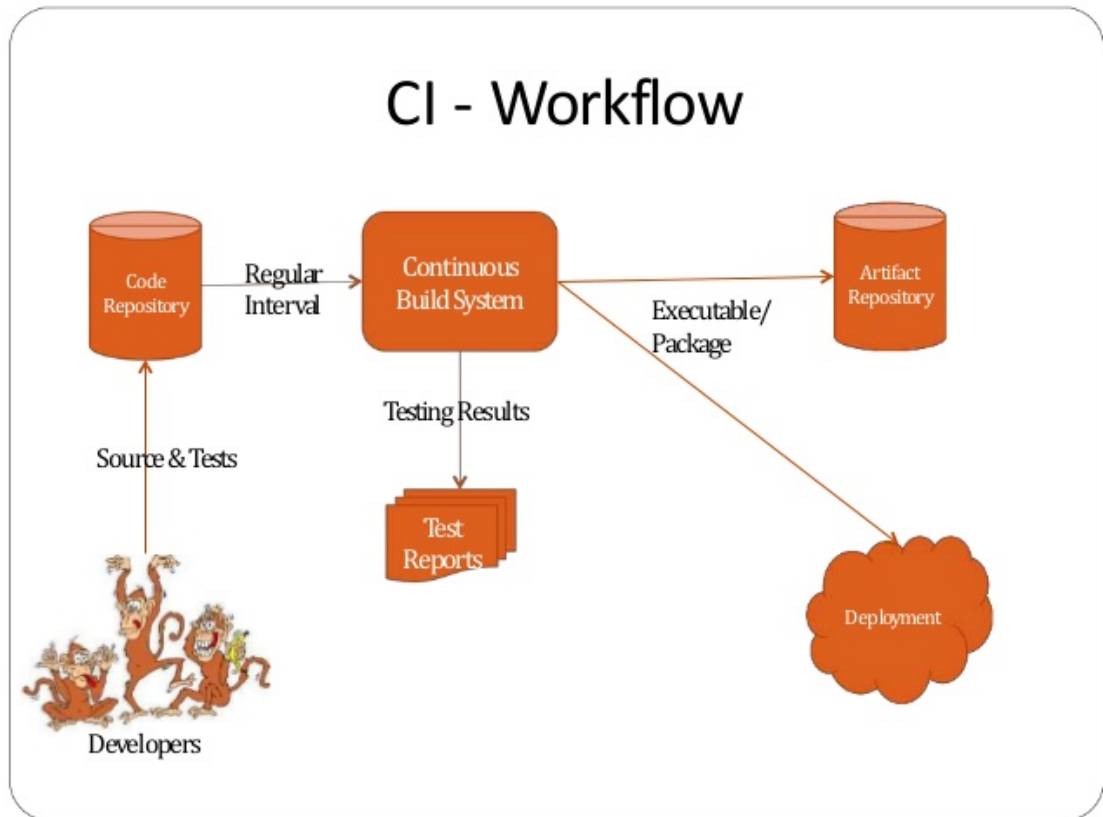 CI - Workflow
Code
Repository
Regular
Interval
Continuous
Build System
Executable/
Package
Artifact
Repository
Testing Results
Source & Tests
Test
Reports
Deployment
Developers